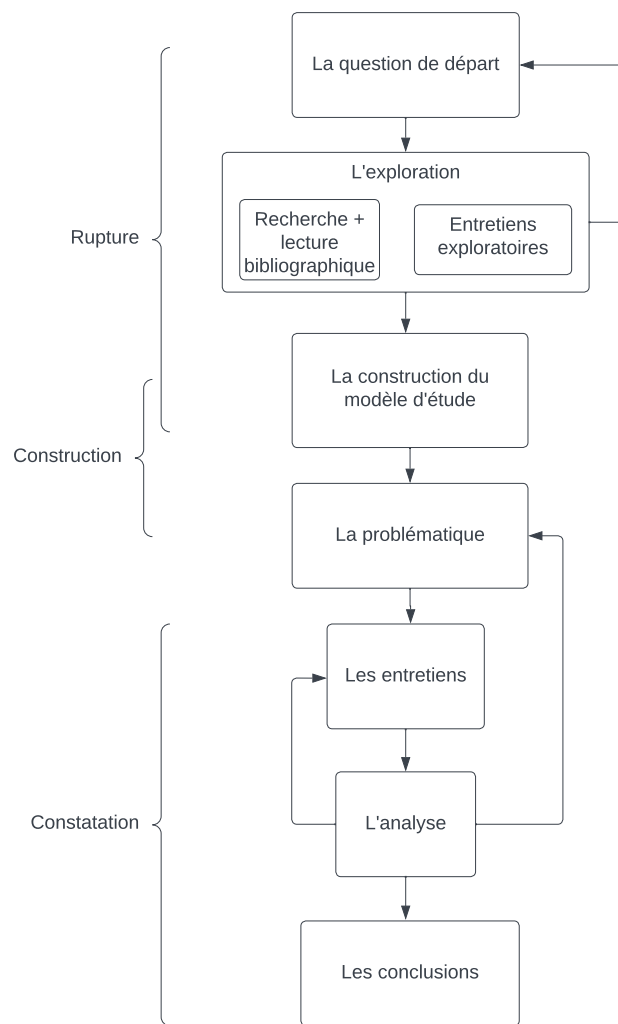 La question de départ
L'exploration
Recherche +
lecture
bibliographique
Entretiens
exploratoires
Rupture
La construction du
modèle d'étude
Construction
La problématique
Les entretiens
Constatation
L'analyse
Les conclusions